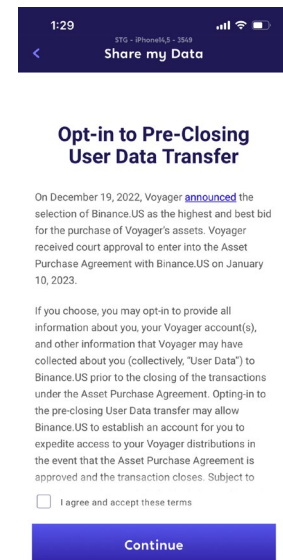 1:29
STG - iPhone14,5 - 3549
Share my Data
Opt-in to Pre-Closing
User Data Transfer
On December 19, 2022, Voyager announced the
selection of Binance.US as the highest and best bid
for the purchase of Voyager's assets. Voyager
received court approval to enter into the Asset
Purchase Agreement with Binance.US on January
10, 2023.
If you choose, you may opt-in to provide all
information about you, your Voyager account(s),
and other information that Voyager may have
collected about you (collectively, “User Data”) to
Binance.US prior to the closing of the transactions
under the Asset Purchase Agreement. Opting-in to
the pre-closing User Data transfer may allow
Binance.US to establish an account for you to
expedite access to your Voyager distributions in
the event that the Asset Purchase Agreement is
approved and the transaction closes. Subject to
I agree and accept these terms
Continue